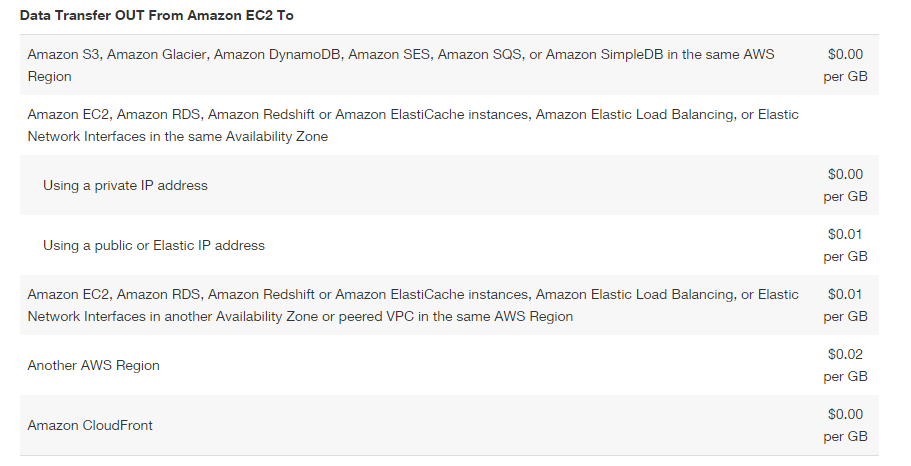 Data Transfer OUT From Amazon EC2 To
Amazon S3, Amazon Glacier, Amazon DynamoDB, Amazon SES, Amazon SQS, or Amazon SimpleDB in the same AWS
Region
$0.00
per GB
Amazon EC2, Amazon RDS, Amazon Redshift or Amazon ElastiCache instances, Amazon Elastic Load Balancing, or Elastic
Network Interfaces in the same Availability Zone
Using a private IP address
$0.00
per GB
Using a public or Elastic IP address
$0.01
per GB
Amazon EC2, Amazon RDS, Amazon Redshift or Amazon ElastiCache instances, Amazon Elastic Load Balancing, or Elastic
Network Interfaces in another Availability Zone or peered VPC in the same AWS Region
$0.01
per GB
Another AWS Region
$0.02
per GB
Amazon CloudFront
$0.00
per GB